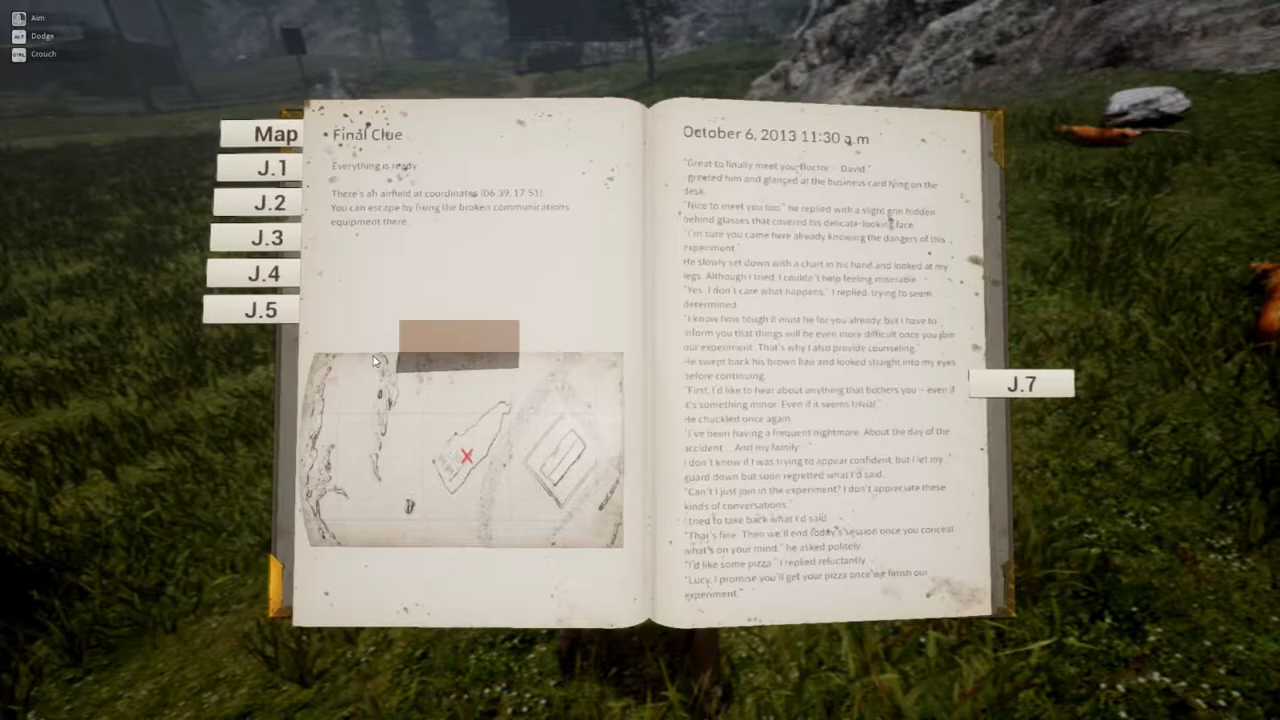 Aim
ALT Dodge
CTRL Crouch
Map
J.1
J.2
J.3
J.4
J.5
Final Clue
Everything is ready.
There's an airfield at coordinates (06.39, 17.51).
You can escape by fixing the broken communications
equipment there.
October 6, 2013 11:30 a.m
"Great to finally meet you, Doctor... David."
I greeted him and glanced at the business card lying on the
desk.
"Nice to meet you too," he replied with a slight grin hidden
behind glasses that covered his delicate-looking face.
"I'm sure you came here already knowing the dangers of this
experiment."
He slowly set down with a chart in his hand and looked at my
legs. Although I tried, I couldn't help feeling miserable.
"Yes. I don't care what happens," I replied, trying to seem
determined.
"I know how tough it must be for you already, but I have to
inform you that things will be even more difficult once you join
our experiment. That's why I also provide counseling."
He swept back his brown hair and looked straight into my eyes
before continuing.
"First, I'd like to hear about anything that bothers you -- even if
it's something minor. Even if it seems trivial."
He chuckled once again.
"I've been having a frequent nightmare. About the day of the
accident... And my family..."
I don't know if I was trying to appear confident, but I let my
guard down but soon regretted what I'd said.
"Can't I just join in the experiment? I don't appreciate these
kinds of conversations."
I tried to take back what I'd said.
"That's fine. Then we'll end today's session once you conceal
what's on your mind," he asked politely.
"I'd like some pizza." I replied reluctantly.
"Lucy, I promise you'll get your pizza once we finish our
experiment."
J.7